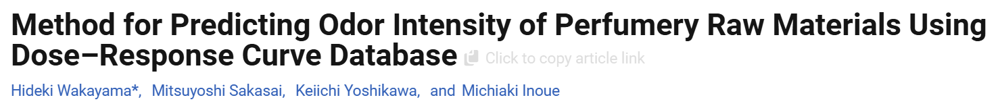 Method for Predicting Odor Intensity of Perfumery Raw Materials Using
Dose–Response Curve Database Click to copy article link
Hideki Wakayama*, Mitsuyoshi Sakasai, Keiichi Yoshikawa, and Michiaki Inoue